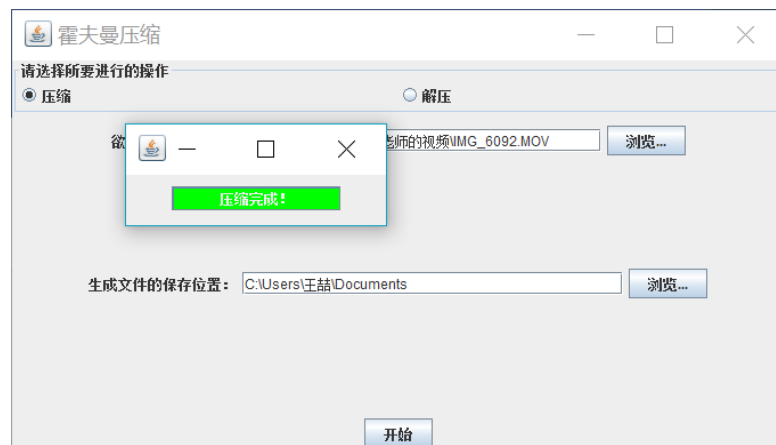 霍夫曼压缩
请选择所要进行的操作
压缩
解压
老师的视频\IMG_6092.MOV
浏览...
压缩完成!
生成文件的保存位置:
C:\Users\王喆\Documents
浏览...
开始